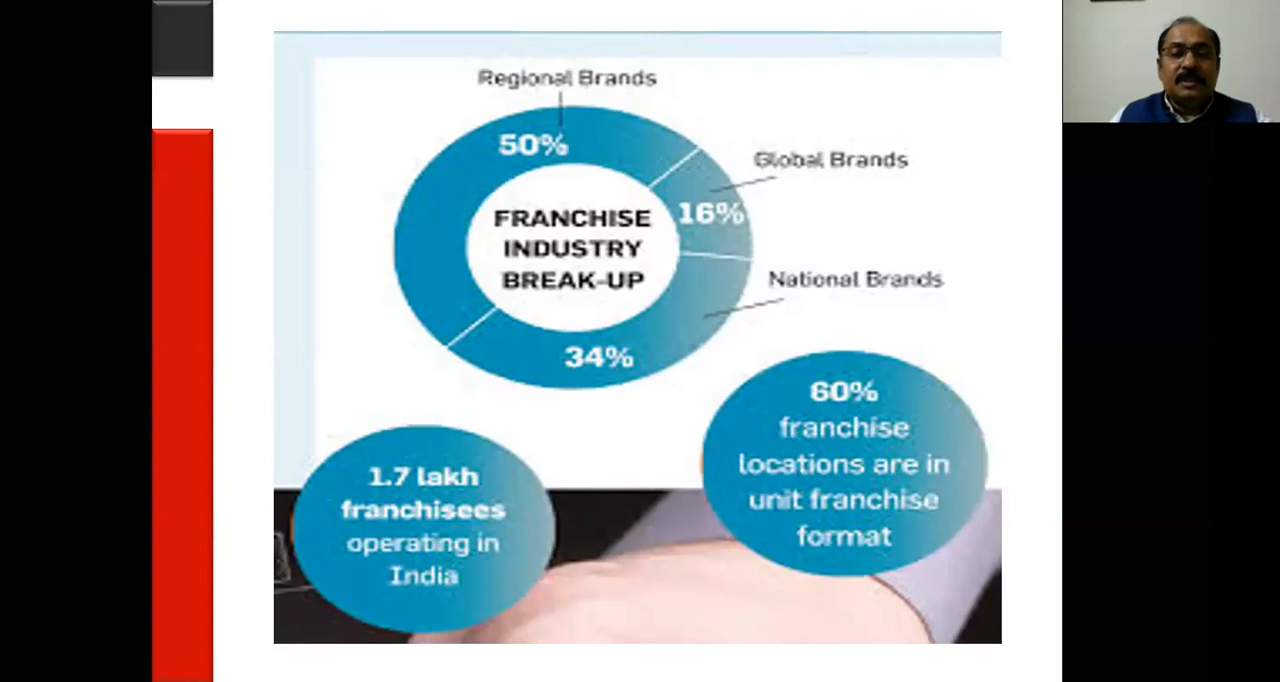 Regional Brands
50%
Global Brands
16%
FRANCHISE
INDUSTRY
BREAK-UP
National Brands
34%
60%
franchise
locations are in
unit franchise
format
1.7 lakh
franchisees
operating in
India